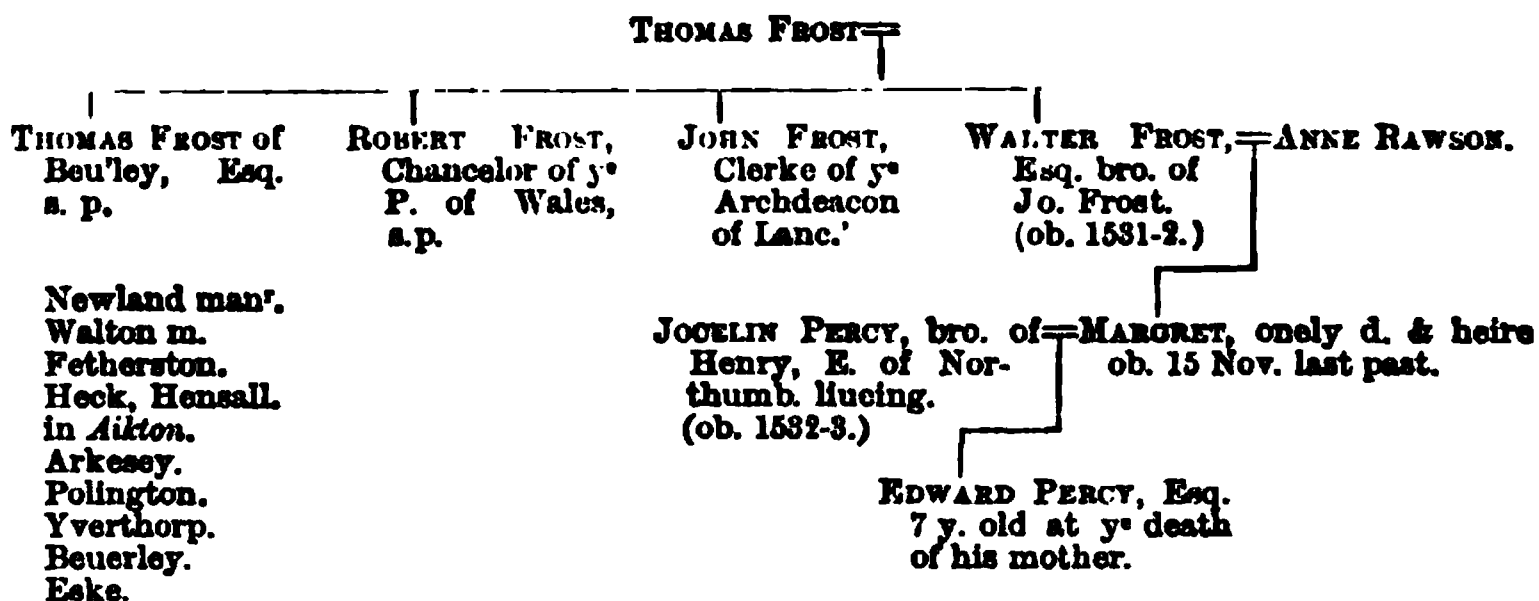 THOMAS FROST
THOMAS FROST of
Beu'ley, Esq.
s. p.
ROBERT FROST,
Chancelor of yᵉ
P. of Wales,
s.p.
JOHN FROST,
Clerke of yᵉ
Archdeacon
of Lanc.'
WALTER FROST,
Esq. bro. of
Jo. Frost.
(ob. 1531-2.)
ANNE RAWSON.
Newland manʳ.
Walton m.
Fetherston.
Heck, Hensall.
in Aikton.
Arkesey.
Polington.
Yverthorp.
Beuerley.
Eske.
JOCELIN PERCY, bro. of
Henry, E. of Nor-
thumb. liueing.
(ob. 1532-3.)
MARGRET, onely d. & heire
ob. 15 Nov. last past.
EDWARD PERCY, Esq.
7 y. old at yᵉ death
of his mother.